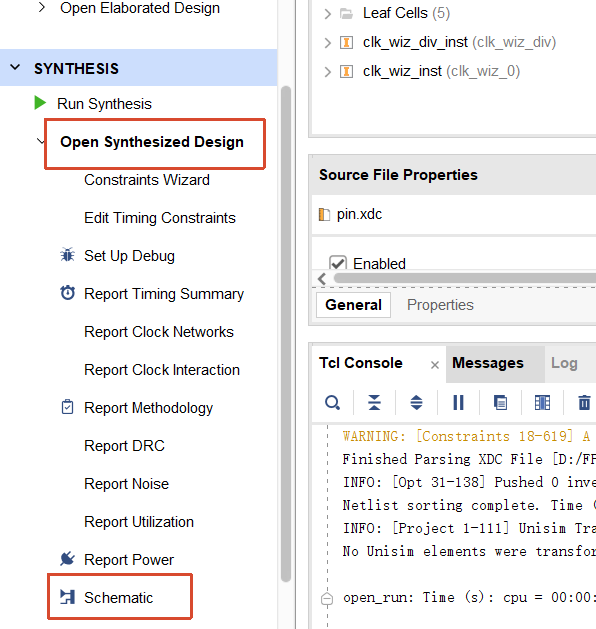 Open Elaborated Design
SYNTHESIS
Run Synthesis
Open Synthesized Design
Constraints Wizard
Edit Timing Constraints
Set Up Debug
Report Timing Summary
Report Clock Networks
Report Clock Interaction
Report Methodology
Report DRC
Report Noise
Report Utilization
Report Power
Schematic
Leaf Cells (5)
clk_wiz_div_inst (clk_wiz_div)
clk_wiz_inst (clk_wiz_0)
Source File Properties
pin.xdc
Enabled
General Properties
Tcl Console × Messages Log
WARNING: [Constraints 18-619] A
Finished Parsing XDC File [D:/FP
INFO: [Opt 31-138] Pushed 0 inve
Netlist sorting complete. Time (
INFO: [Project 1-111] Unisim Tra
No Unisim elements were transfor
open_run: Time (s): cpu = 00:00: